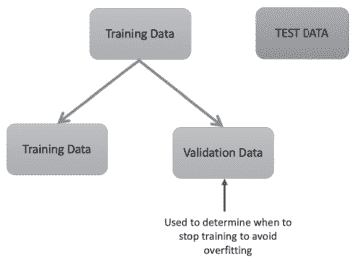 Training Data
TEST DATA
Training Data
Validation Data
Used to determine when to
stop training to avoid
overfitting